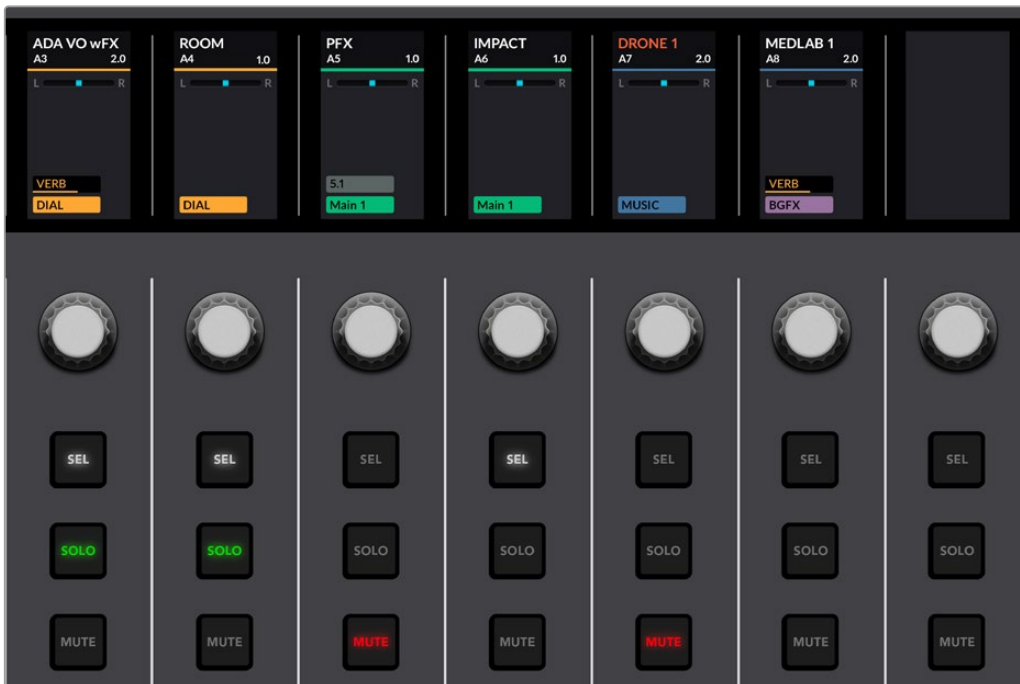 ADA VO wFX
A3 2.0
L R
VERB
DIAL
ROOM
A4 1.0
L R
DIAL
PFX
A5 1.0
L R
5.1
Main 1
IMPACT
A6 1.0
L R
Main 1
DRONE 1
A7 2.0
L R
MUSIC
MEDLAB 1
A8 2.0
L R
VERB
BGFX
SEL SEL SEL SEL SEL SEL SEL
SOLO SOLO SOLO SOLO SOLO SOLO SOLO
MUTE MUTE MUTE MUTE MUTE MUTE MUTE